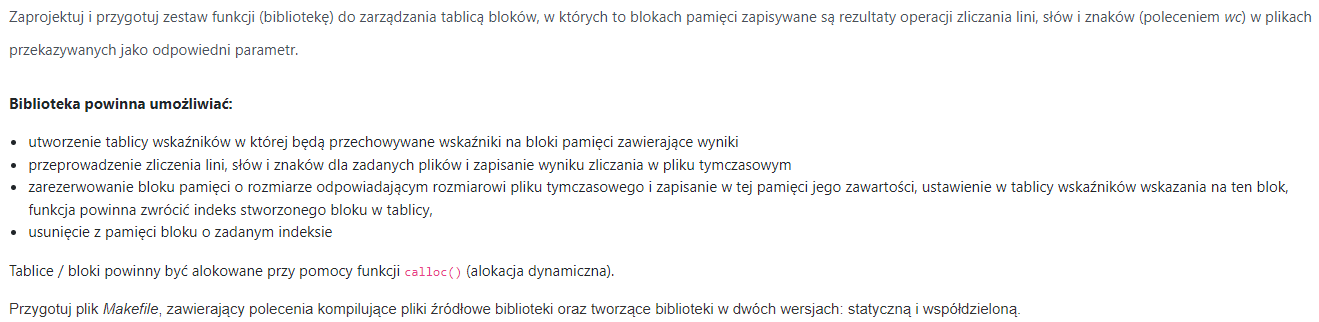 Zaprojektuj i przygotuj zestaw funkcji (bibliotekę) do zarządzania tablicą bloków, w których to blokach pamięci zapisywane są rezultaty operacji zliczania lini, słów i znaków (poleceniem wc) w plikach
przekazywanych jako odpowiedni parametr.
Biblioteka powinna umożliwiać:
• utworzenie tablicy wskaźników w której będą przechowywane wskaźniki na bloki pamięci zawierające wyniki
• przeprowadzenie zliczenia lini, słów i znaków dla zadanych plików i zapisanie wyniku zliczania w pliku tymczasowym
• zarezerwowanie bloku pamięci o rozmiarze odpowiadającym rozmiarowi pliku tymczasowego i zapisanie w tej pamięci jego zawartości, ustawienie w tablicy wskaźników wskazania na ten blok,
funkcja powinna zwrócić indeks stworzonego bloku w tablicy,
• usunięcie z pamięci bloku o zadanym indeksie
Tablice / bloki powinny być alokowane przy pomocy funkcji calloc() (alokacja dynamiczna).
Przygotuj plik Makefile, zawierający polecenia kompilujące pliki źródłowe biblioteki oraz tworzące biblioteki w dwóch wersjach: statyczną i współdzieloną.